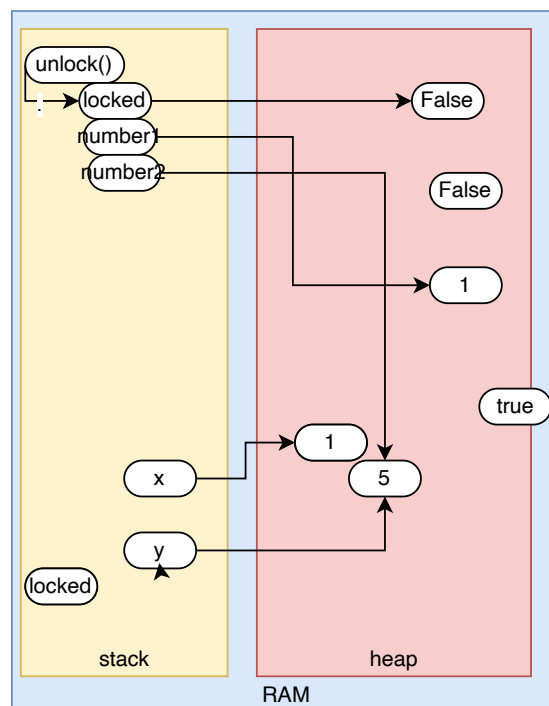 unlock()
locked
.
False
number1
number2
False
1
true
1
x
5
y
locked
stack
heap
RAM